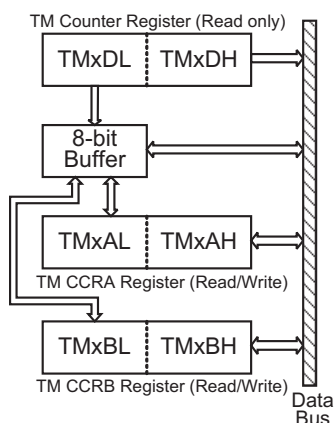 TM Counter Register (Read only)
TMxDL TMxDH
8-bit
Buffer
TMxAL TMxAH
TM CCRA Register (Read/Write)
TMxBL TMxBH
TM CCRB Register (Read/Write)
Data
Bus